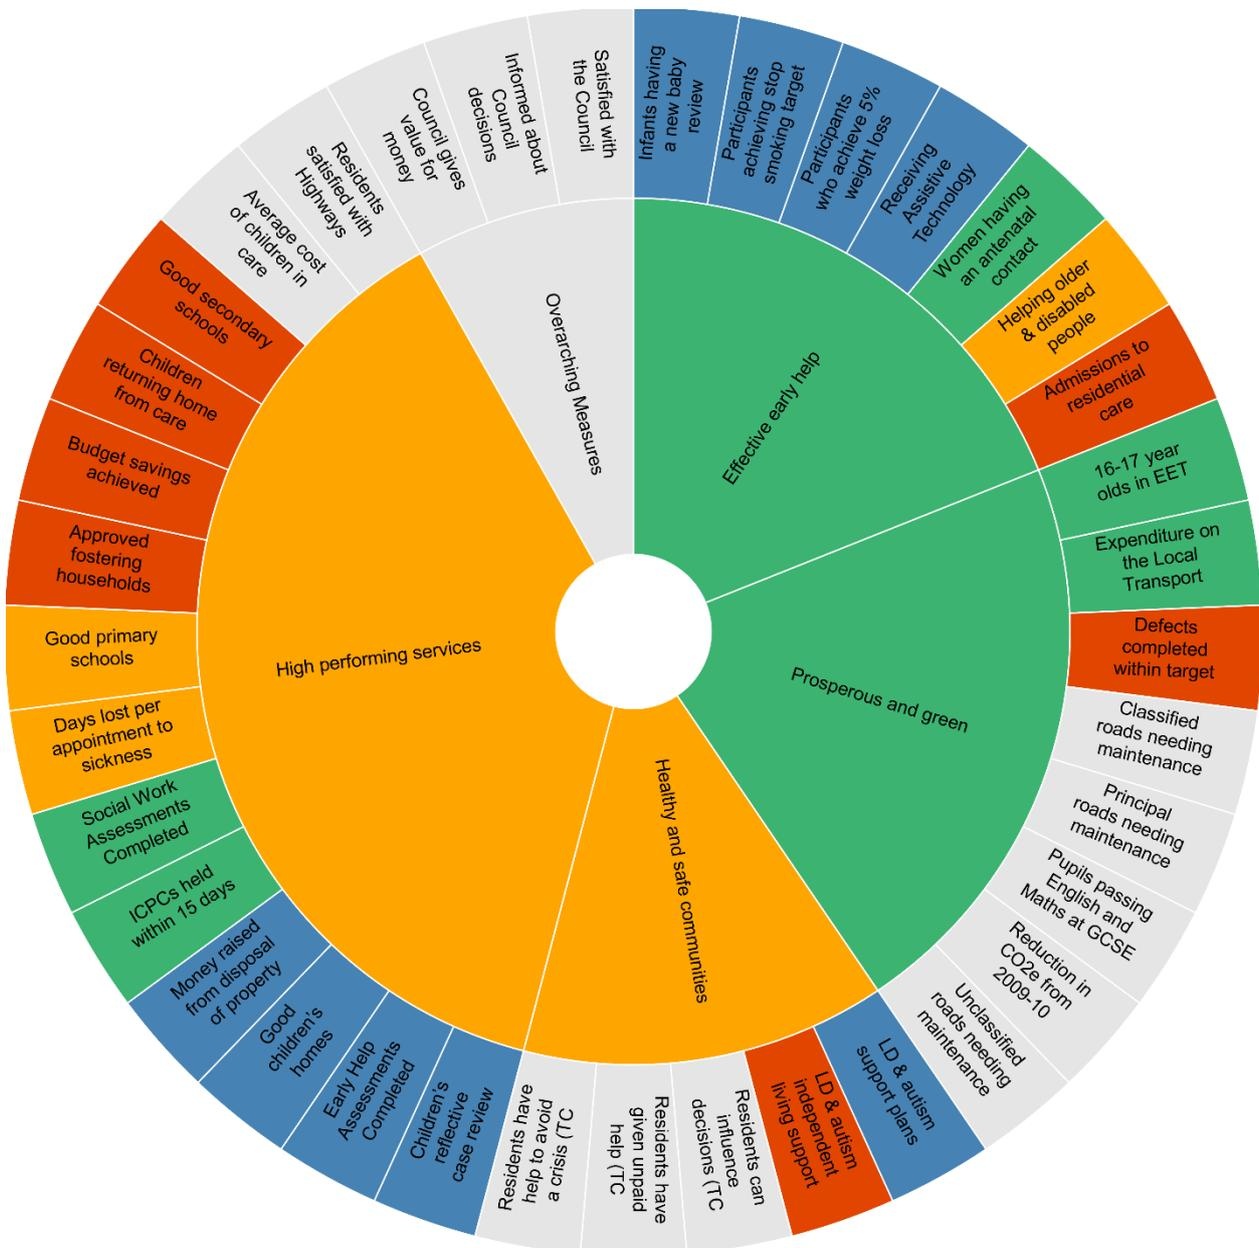 Infants having
a new baby
review
Participants
achieving stop
smoking target
Participants
who achieve 5%
weight loss
Receiving
Assistive
Technology
Women having
an antenatal
contact
Helping older
& disabled
people
Admissions to
residential
care
16-17 year
olds in EET
Expenditure on
the Local
Transport
Defects
completed
within target
Classified
roads needing
maintenance
Principal
roads needing
maintenance
Pupils passing
English and
Maths at GCSE
Reduction in
CO2e from
2009-10
Unclassified
roads needing
maintenance
LD & autism
support plans
LD & autism
independent
living support
Residents can
influence
decisions (TC
Residents have
given unpaid
help (TC
Residents have
help to avoid
a crisis (TC
Children's
reflective
case review
Early Help
Assessments
Completed
Good
children's
homes
Money raised
from disposal
of property
ICPCs held
within 15 days
Social Work
Assessments
Completed
Days lost per
appointment to
sickness
Good primary
schools
Approved
fostering
households
Budget savings
achieved
Children
returning home
from care
Good secondary
schools
Average cost
of children in
care
Residents
satisfied with
Highways
Council gives
value for
money
Informed about
Council
decisions
Satisfied with
the Council
Effective early help
Prosperous and green
Healthy and safe communities
High performing services
Overarching Measures